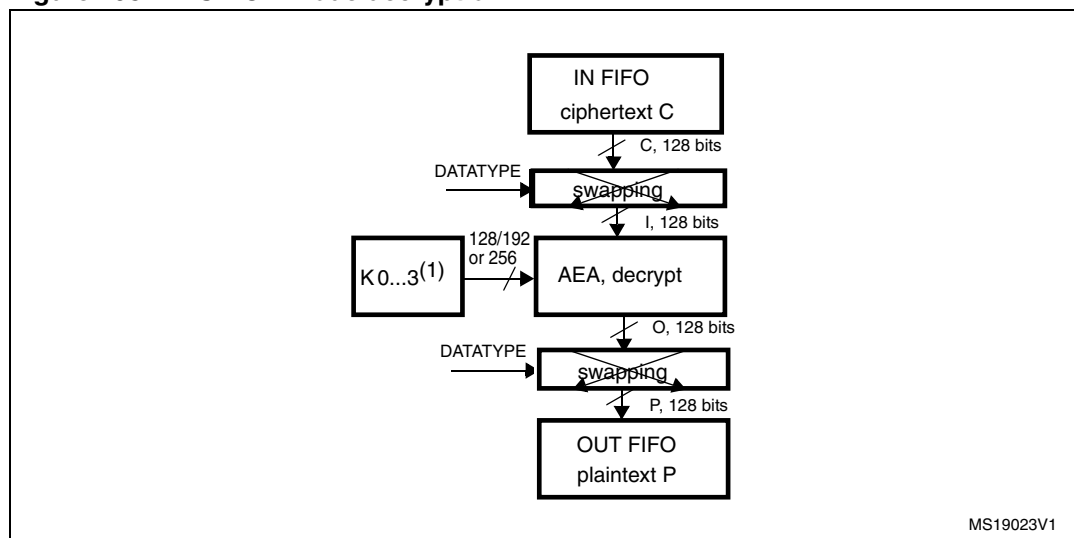 IN FIFO
ciphertext C
C, 128 bits
DATATYPE
swapping
I, 128 bits
128/192
or 256
K 0...3(1)
AEA, decrypt
O, 128 bits
DATATYPE
swapping
P, 128 bits
OUT FIFO
plaintext P
MS19023V1